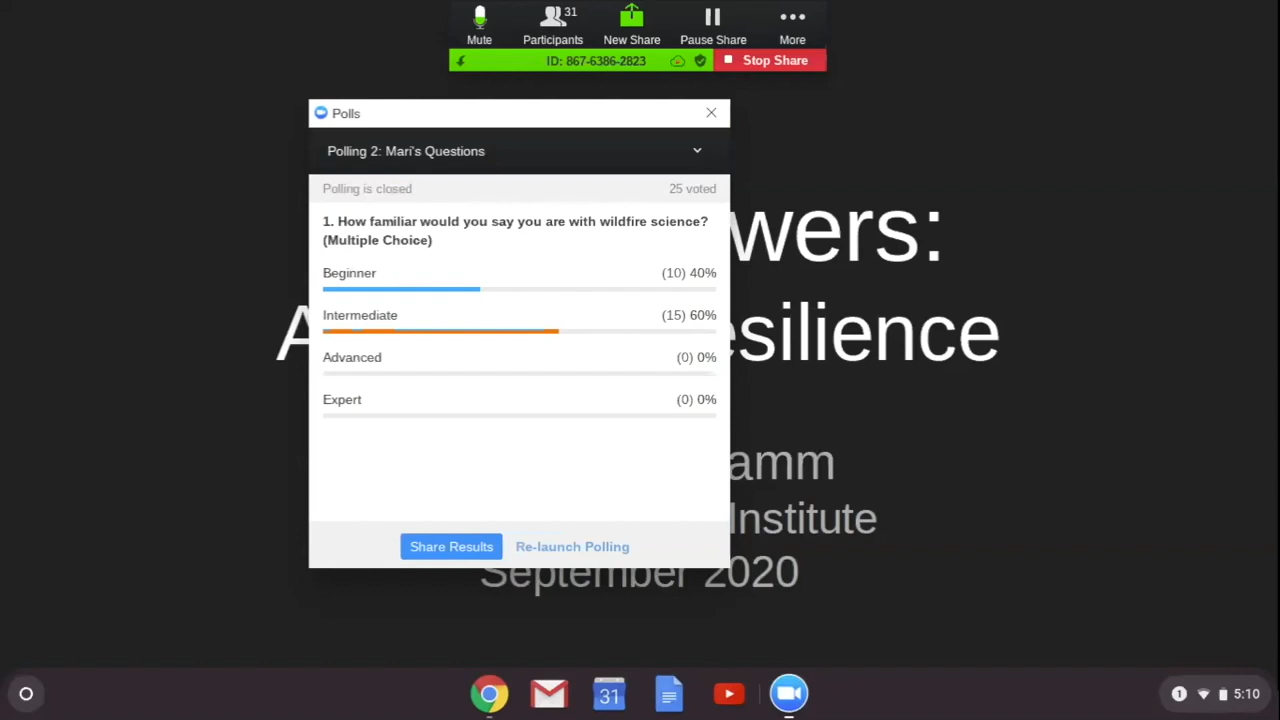 31
Mute
Participants
New Share
Pause Share
More
ID: 867-6386-2823
Stop Share
Polls
Polling 2: Mari's Questions
Polling is closed
25 voted
1. How familiar would you say you are with wildfire science?
(Multiple Choice)
Beginner
(10) 40%
Intermediate
(15) 60%
Advanced
(0) 0%
Expert
(0) 0%
Share Results
Re-launch Polling
wers:
A
esilience
amm
Institute
September 2020
31
1
5:10